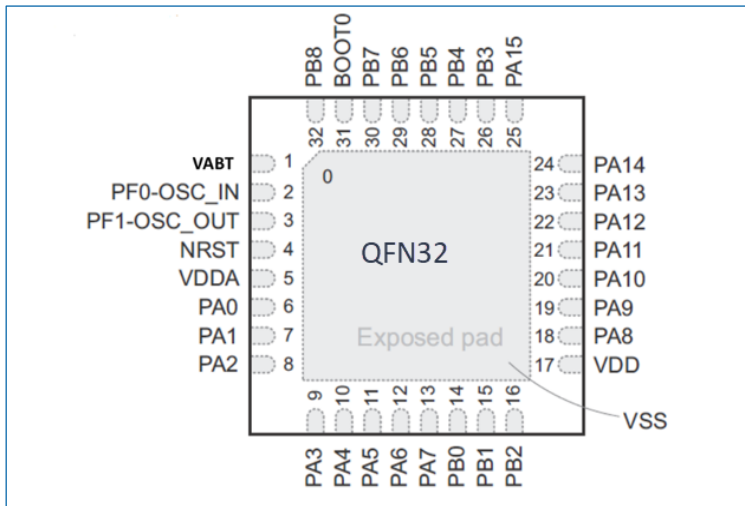 PB8 BOOT0 PB7 PB6 PB5 PB4 PB3 PA15
32 31 30 29 28 27 26 25
VABT 1
PF0-OSC_IN 2
PF1-OSC_OUT 3
NRST 4
VDDA 5
PA0 6
PA1 7
PA2 8
0
QFN32
Exposed pad
24 PA14
23 PA13
22 PA12
21 PA11
20 PA10
19 PA9
18 PA8
17 VDD
VSS
9 10 11 12 13 14 15 16
PA3 PA4 PA5 PA6 PA7 PB0 PB1 PB2